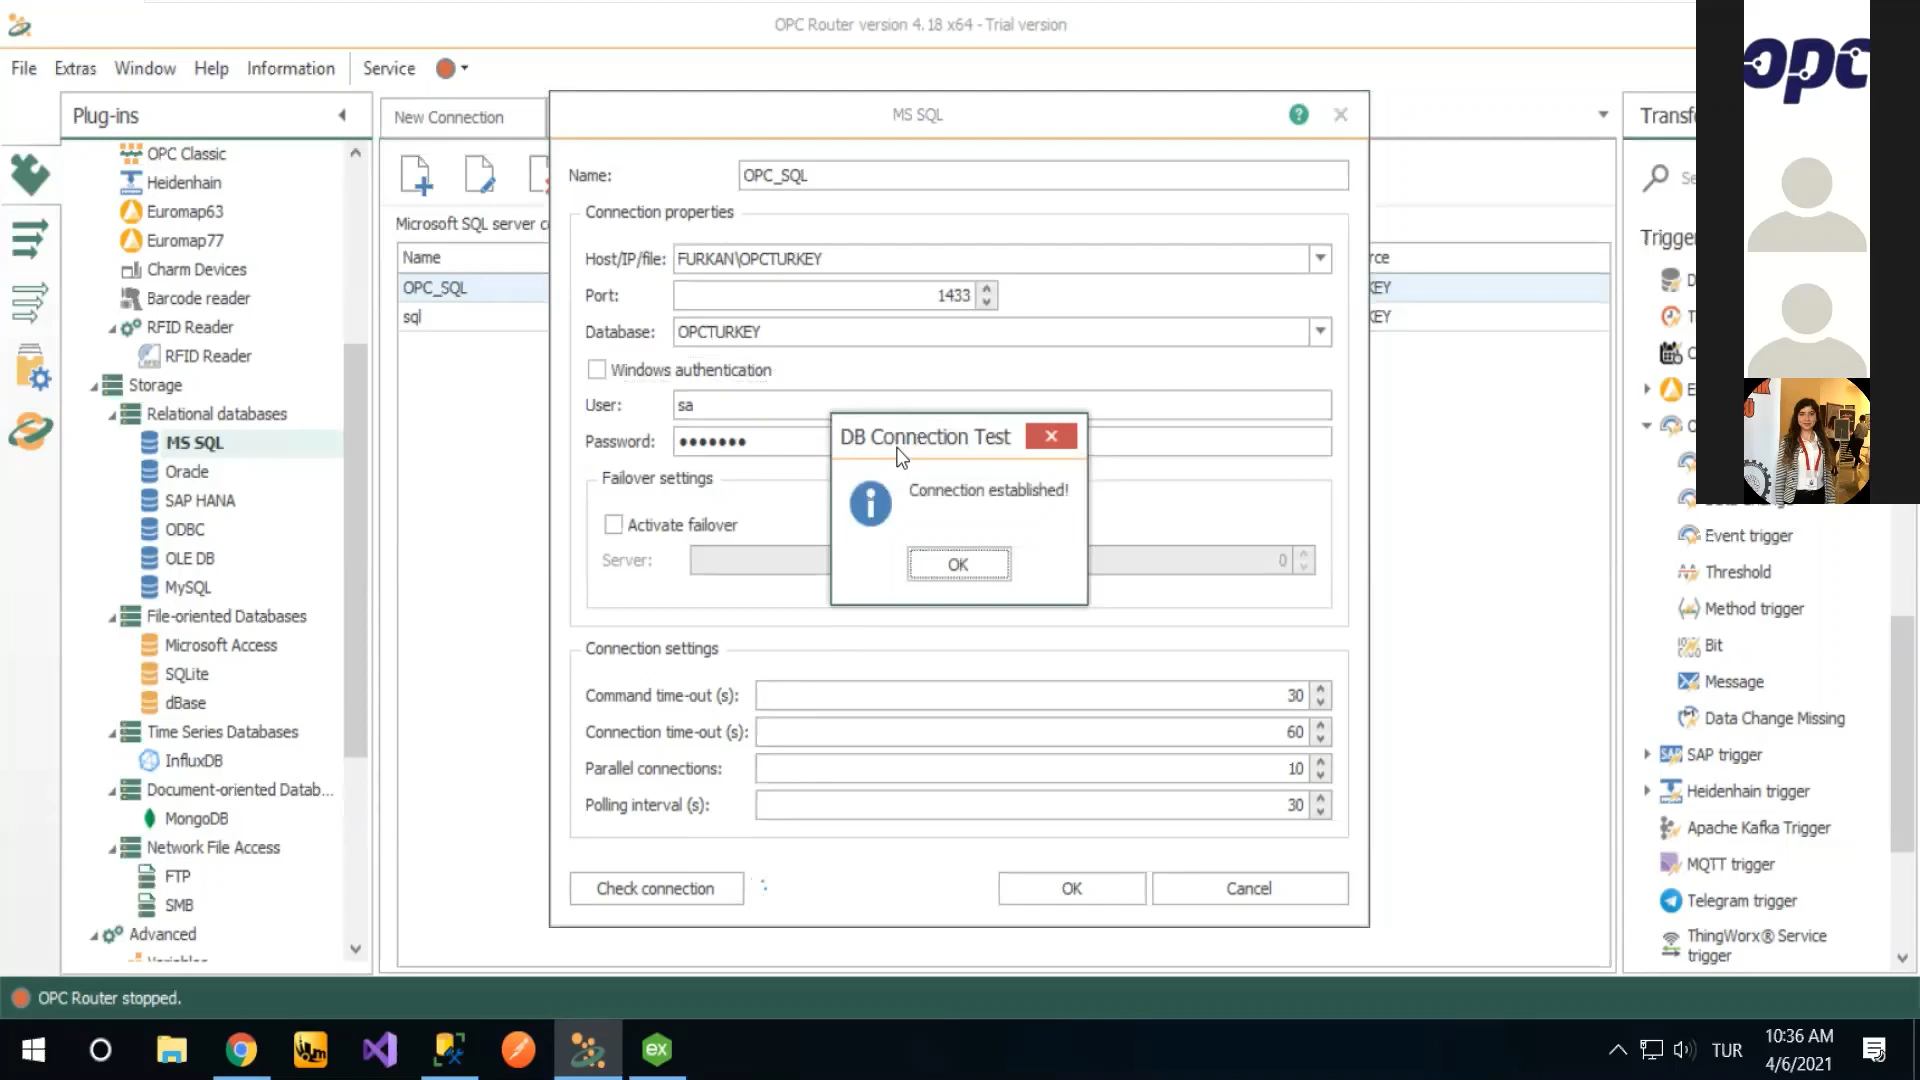 OPC Router version 4.18 x64 - Trial version
File Extras Window Help Information Service
opc
Plug-ins
New Connection
MS SQL
?
OPC Classic
Heidenhain
Euromap63
Euromap77
Charm Devices
Barcode reader
RFID Reader
RFID Reader
Storage
Relational databases
MS SQL
Oracle
SAP HANA
ODBC
OLE DB
MySQL
File-oriented Databases
Microsoft Access
SQLite
dBase
Time Series Databases
InfluxDB
Document-oriented Datab...
MongoDB
Network File Access
FTP
SMB
Advanced
Microsoft SQL server c
Name
OPC_SQL
sql
Name: OPC_SQL
Connection properties
Host/IP/file: FURKAN\OPCTURKEY
Port: 1433
Database: OPCTURKEY
Windows authentication
User: sa
Password: •••••••
Failover settings
Activate failover
Server: 0
DB Connection Test
Connection established!
OK
Connection settings
Command time-out (s): 30
Connection time-out (s): 60
Parallel connections: 10
Polling interval (s): 30
Check connection OK Cancel
rce
KEY
KEY
Transf
Se
Trigge
Event trigger
Threshold
Method trigger
Bit
Message
Data Change Missing
SAP trigger
Heidenhain trigger
Apache Kafka Trigger
MQTT trigger
Telegram trigger
ThingWorx® Service
trigger
OPC Router stopped.
TUR
10:36 AM
4/6/2021